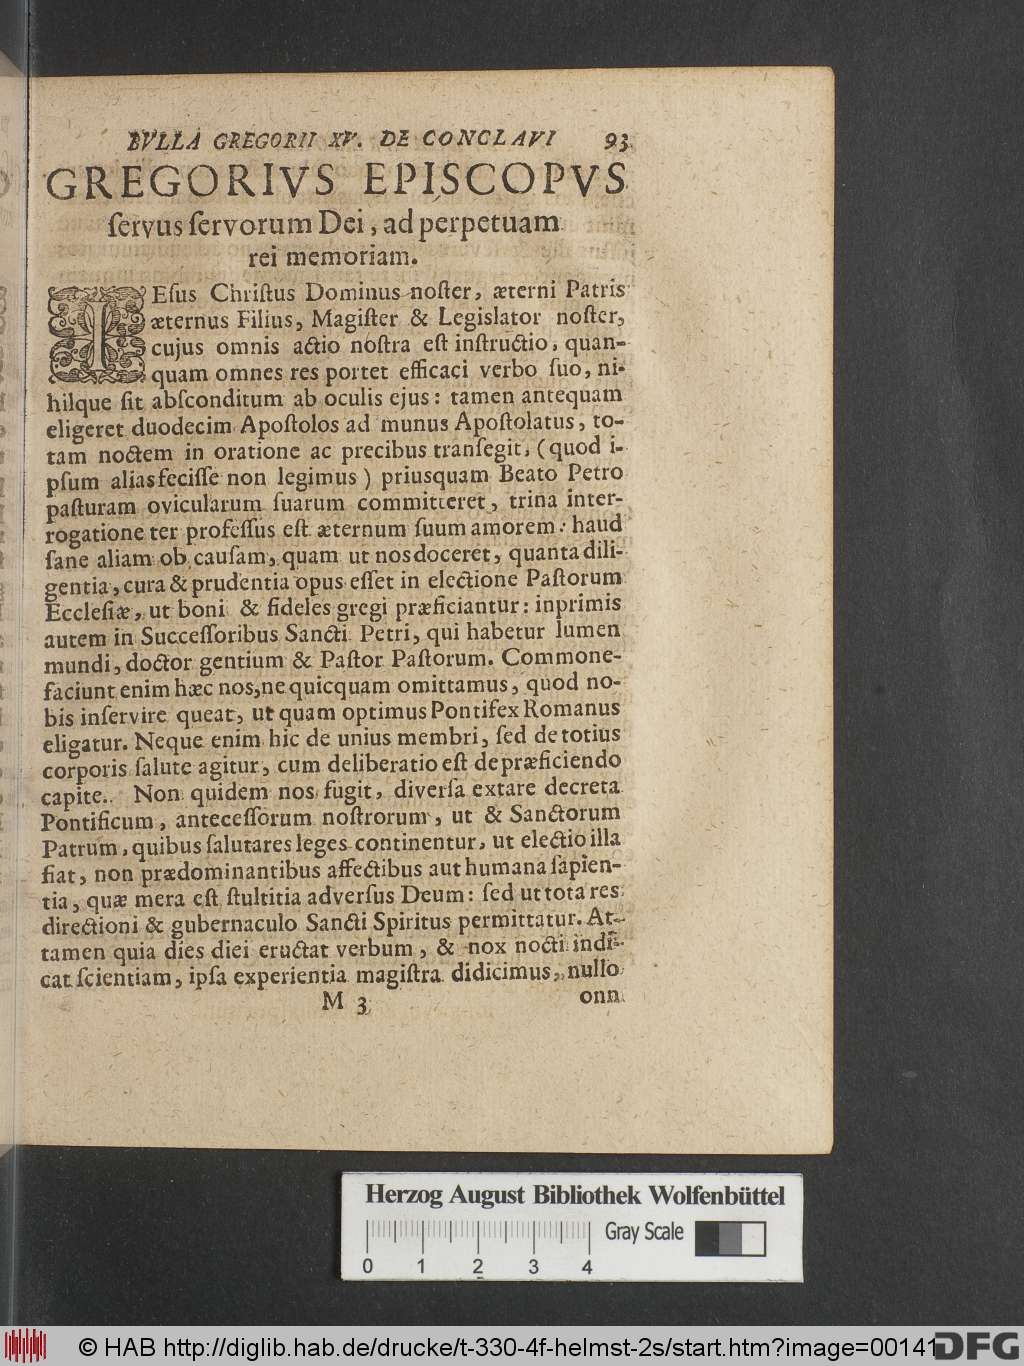 BVLLA GREGORII XV. DE CONCLAVI 93
GREGORIVS EPISCOPVS
ſervus ſervorum Dei, ad perpetuam
rei memoriam.
IEſus Chriſtus Dominus noſter, æterni Patris
æternus Filius, Magiſter & Legislator noſter,
cujus omnis actio noſtra eſt inſtructio, quan-
quam omnes res portet efficaci verbo ſuo, ni-
hilque ſit abſconditum ab oculis ejus: tamen antequam
eligeret duodecim Apoſtolos ad munus Apoſtolatus, to-
tam noctem in oratione ac precibus tranſegit, (quod i-
pſum alias feciſſe non legimus) priusquam Beato Petro
paſturam ovicularum ſuarum committeret, trina inter-
rogatione ter profeſſus eſt æternum ſuum amorem: haud
ſane aliam ob cauſam, quam ut nos doceret, quanta dili-
gentia, cura & prudentia opus eſſet in electione Paſtorum
Eccleſiæ, ut boni & fideles gregi præficiantur: inprimis
autem in Succeſſoribus Sancti Petri, qui habetur lumen
mundi, doctor gentium & Paſtor Paſtorum. Commone-
faciunt enim hæc nos, ne quicquam omittamus, quod no-
bis inſervire queat, ut quam optimus Pontifex Romanus
eligatur. Neque enim hic de unius membri, ſed de totius
corporis ſalute agitur, cum deliberatio eſt de præficiendo
capite. Non quidem nos fugit, diverſa extare decreta
Pontificum, anteceſſorum noſtrorum, ut & Sanctorum
Patrum, quibus ſalutares leges continentur, ut electio illa
fiat, non prædominantibus affectibus aut humana ſapien-
tia, quæ mera eſt ſtultitia adverſus Deum: ſed ut tota res
directioni & gubernaculo Sancti Spiritus permittatur. At-
tamen quia dies diei eructat verbum, & nox nocti indi-
cat ſcientiam, ipſa experientia magiſtra didicimus, nullo
M 3 onn
Herzog August Bibliothek Wolfenbüttel
Gray Scale
0 1 2 3 4
© HAB http://diglib.hab.de/drucke/t-330-4f-helmst-2s/start.htm?image=00141
DFG